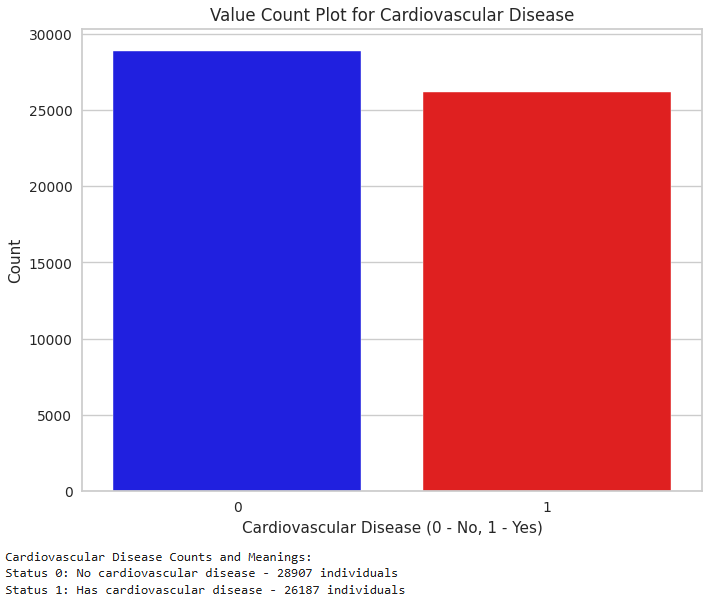 Value Count Plot for Cardiovascular Disease
30000
25000
20000
15000
10000
5000
0
Count
0 1
Cardiovascular Disease (0 - No, 1 - Yes)
Cardiovascular Disease Counts and Meanings:
Status 0: No cardiovascular disease - 28907 individuals
Status 1: Has cardiovascular disease - 26187 individuals